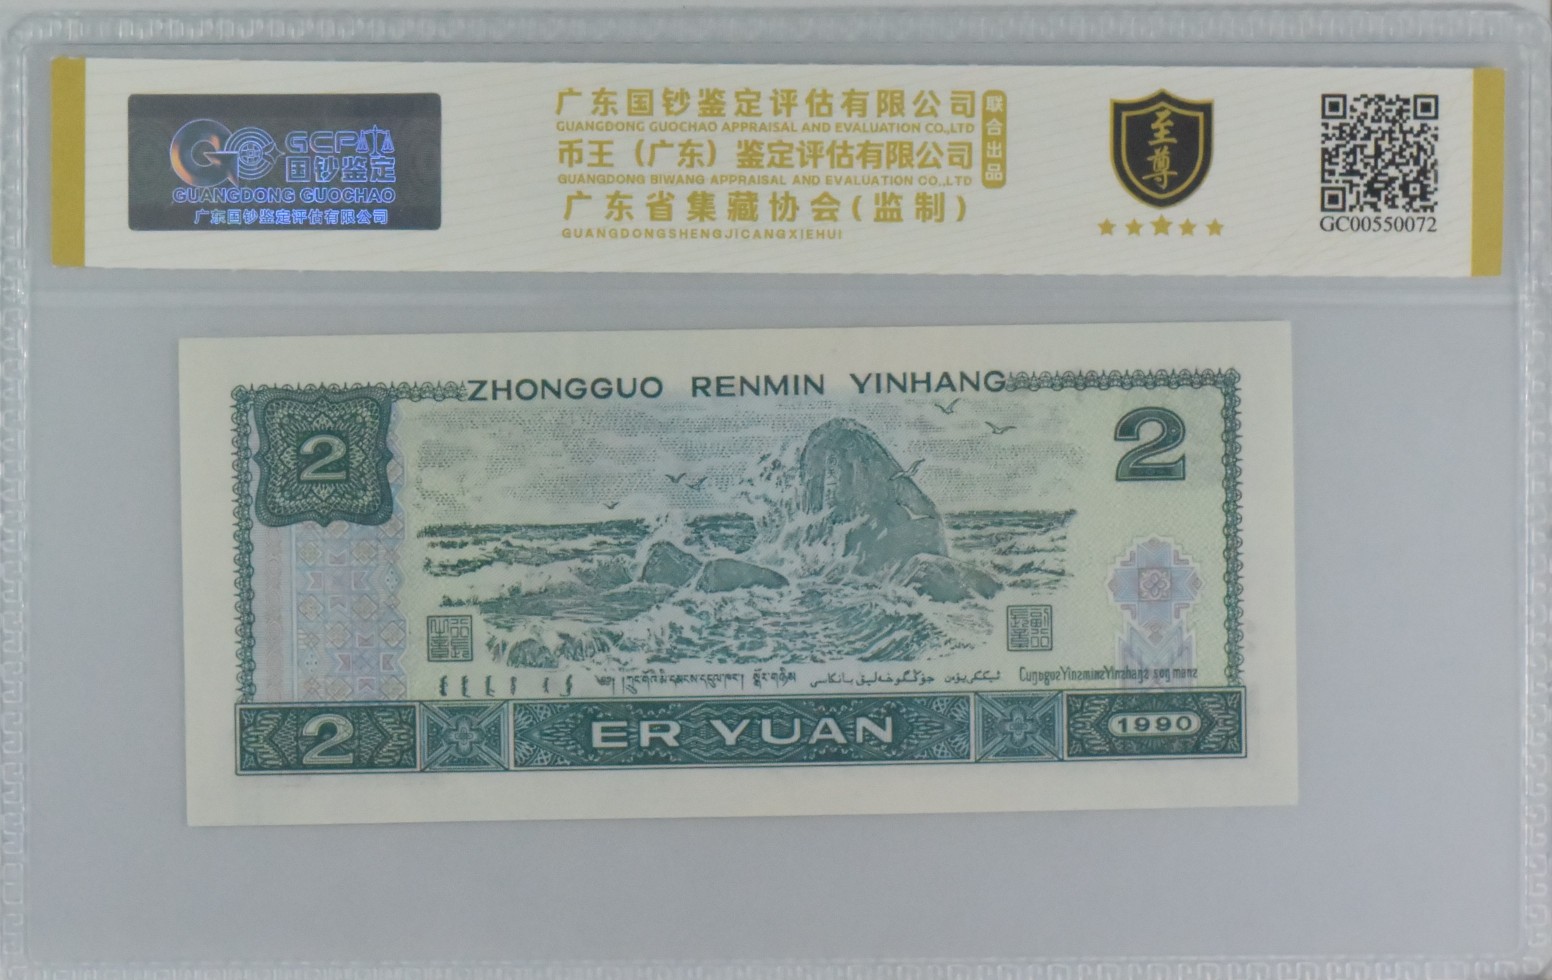 GCP
国钞鉴定
GUANGDONG GUOCHAO
广东国钞鉴定评估有限公司
广东国钞鉴定评估有限公司
GUANGDONG GUOCHAO APPRAISAL AND EVALUATION CO.,LTD
币王（广东）鉴定评估有限公司
GUANGDONG BIWANG APPRAISAL AND EVALUATION CO.,LTD
广东省集藏协会(监制)
GUANGDONGSHENGJICANGXIEHUI
联合出品
至尊
GC00550072
ZHONGGUO RENMIN YINHANG
2
2
2
ER YUAN
1990